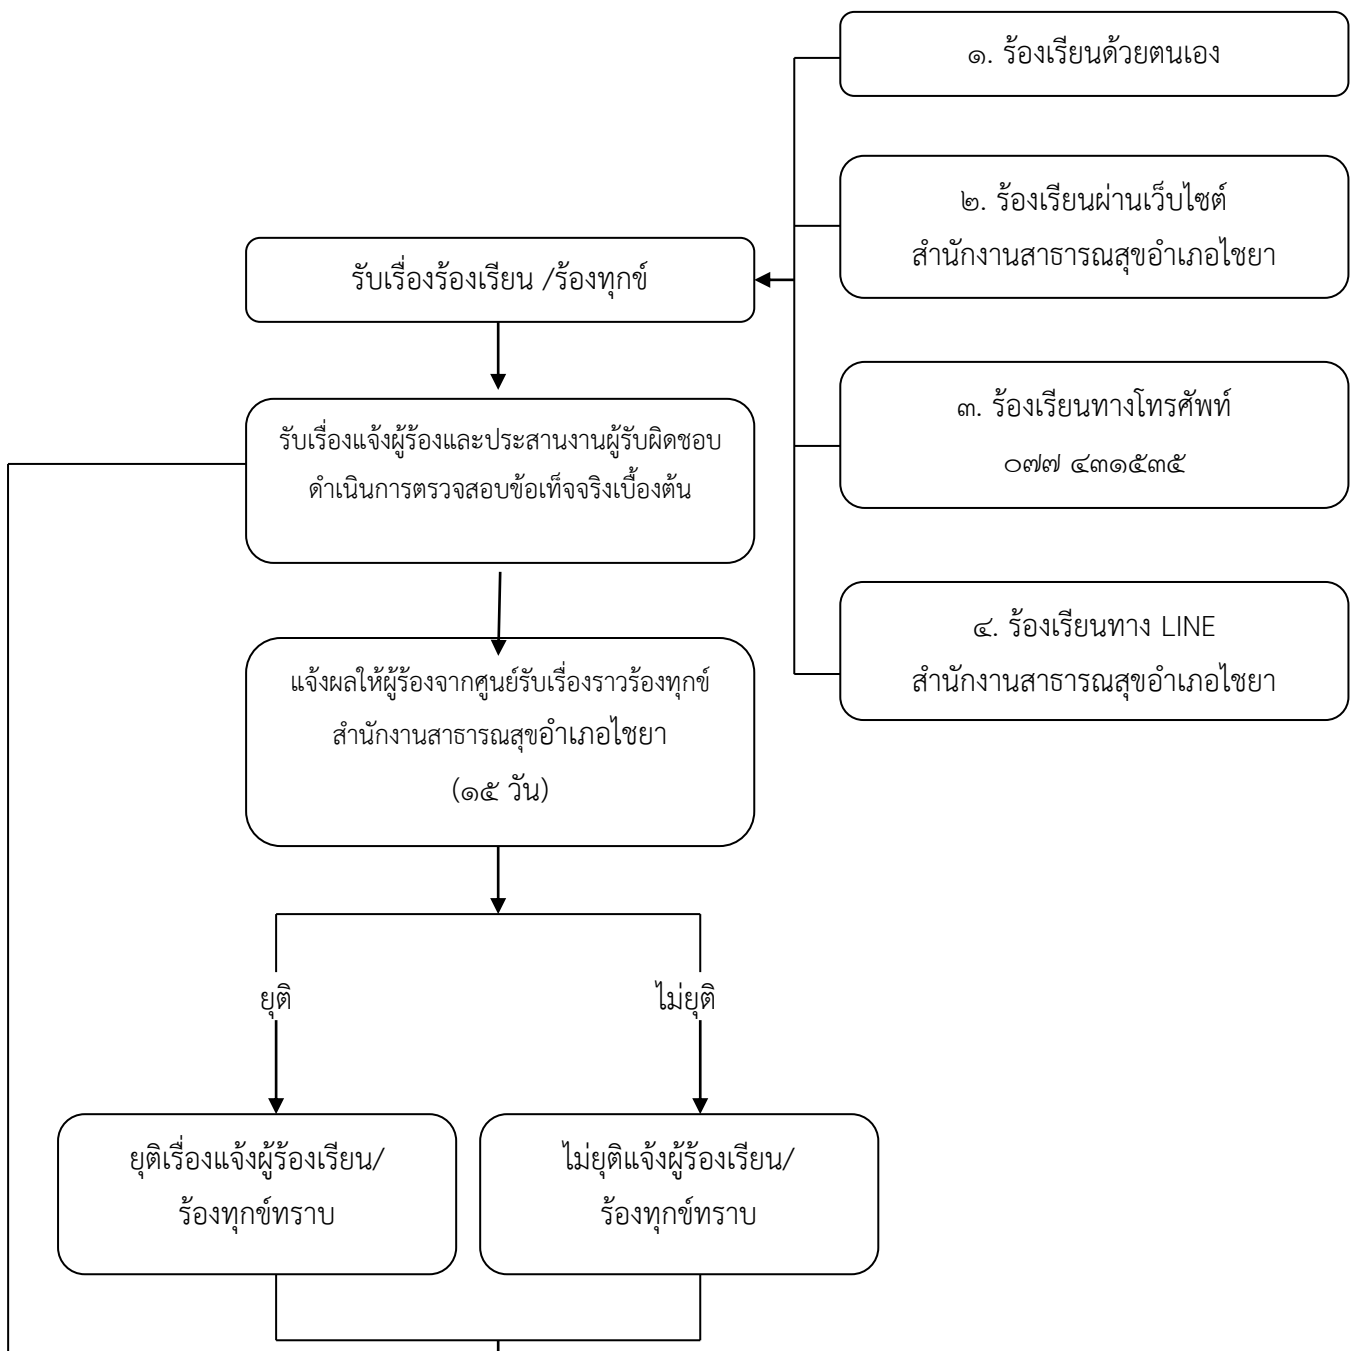 ๑. ร้องเรียนด้วยตนเอง
๒. ร้องเรียนผ่านเว็บไซต์
สำนักงานสาธารณสุขอำเภอไชยา
รับเรื่องร้องเรียน /ร้องทุกข์
๓. ร้องเรียนทางโทรศัพท์
๐๗๗ ๔๓๑๕๓๕
รับเรื่องแจ้งผู้ร้องและประสานงานผู้รับผิดชอบ
ดำเนินการตรวจสอบข้อเท็จจริงเบื้องต้น
๔. ร้องเรียนทาง LINE
สำนักงานสาธารณสุขอำเภอไชยา
แจ้งผลให้ผู้ร้องจากศูนย์รับเรื่องราวร้องทุกข์
สำนักงานสาธารณสุขอำเภอไชยา
(๑๕ วัน)
ยุติ
ไม่ยุติ
ยุติเรื่องแจ้งผู้ร้องเรียน/
ร้องทุกข์ทราบ
ไม่ยุติแจ้งผู้ร้องเรียน/
ร้องทุกข์ทราบ